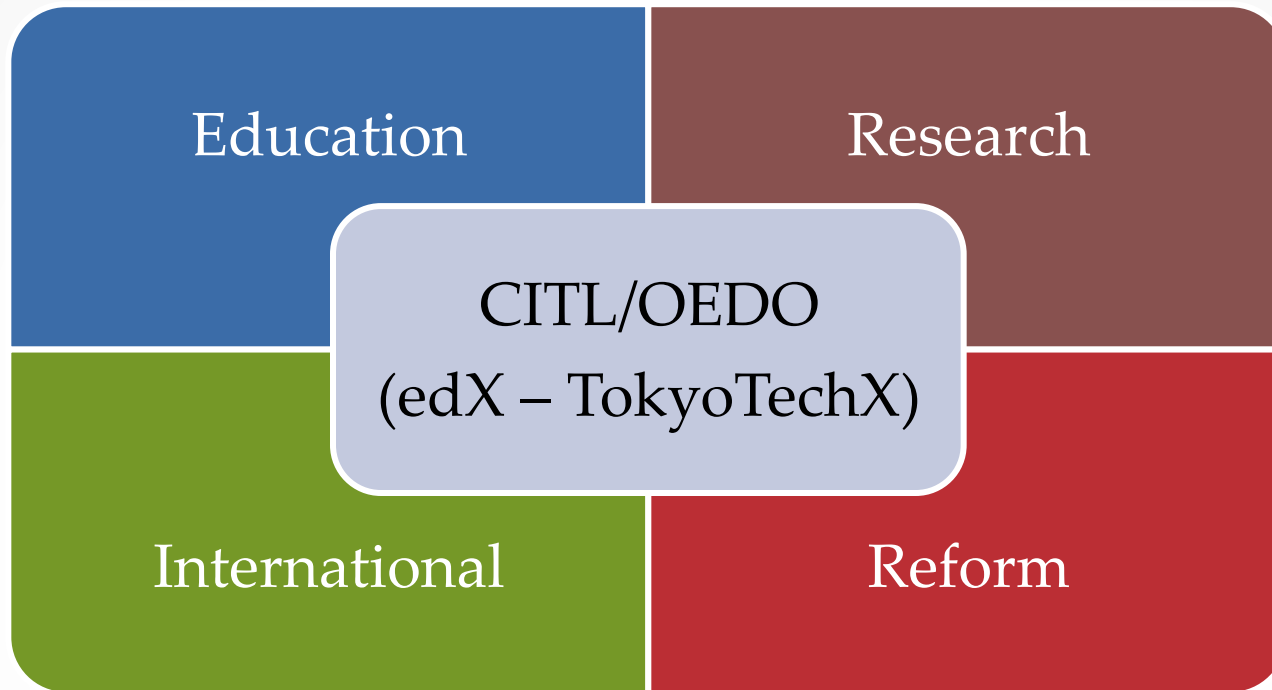 Education
Research
CITL/OEDO
(edX – TokyoTechX)
International
Reform